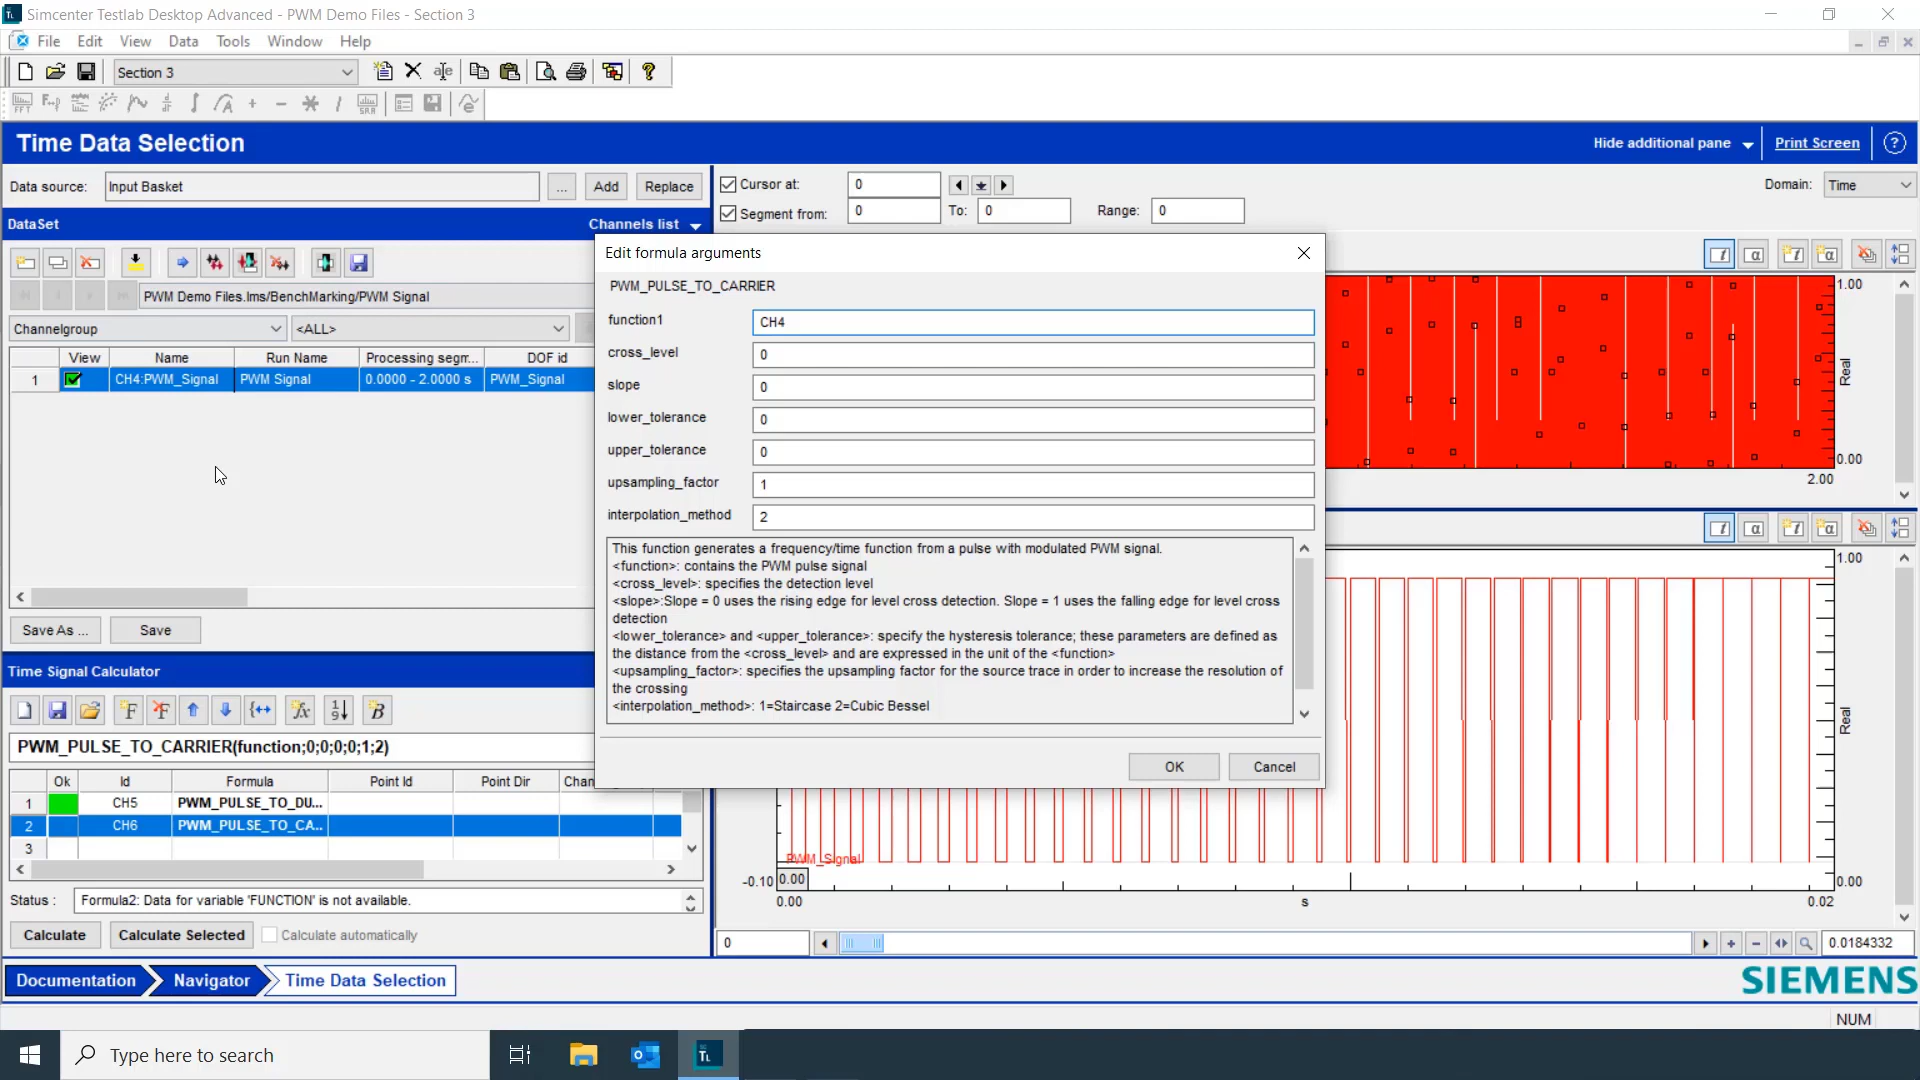 Simcenter Testlab Desktop Advanced - PWM Demo Files - Section 3
File Edit View Data Tools Window Help
Section 3
Time Data Selection
Hide additional pane
Print Screen
Data source:
Input Basket
...
Add
Replace
Cursor at:
0
Domain:
Time
Segment from:
0
To:
0
Range:
0
DataSet
Channels list
PWM Demo Files.lms/BenchMarking/PWM Signal
Channelgroup
<ALL>
View Name Run Name Processing segm... DOF id
1 CH4:PWM_Signal PWM Signal 0.0000 - 2.0000 s PWM_Signal
Save As ...
Save
Edit formula arguments
PWM_PULSE_TO_CARRIER
function1 CH4
cross_level 0
slope 0
lower_tolerance 0
upper_tolerance 0
upsampling_factor 1
interpolation_method 2
This function generates a frequency/time function from a pulse with modulated PWM signal.
<function>: contains the PWM pulse signal
<cross_level>: specifies the detection level
<slope>:Slope = 0 uses the rising edge for level cross detection. Slope = 1 uses the falling edge for level cross
detection
<lower_tolerance> and <upper_tolerance>: specify the hysteresis tolerance; these parameters are defined as
the distance from the <cross_level> and are expressed in the unit of the <function>
<upsampling_factor>: specifies the upsampling factor for the source trace in order to increase the resolution of
the crossing
<interpolation_method>: 1=Staircase 2=Cubic Bessel
OK
Cancel
1.00
Real
0.00
2.00
1.00
Real
0.00
Time Signal Calculator
PWM_PULSE_TO_CARRIER(function;0;0;0;0;1;2)
Ok Id Formula Point Id Point Dir Chan
1 CH5 PWM_PULSE_TO_DU...
2 CH6 PWM_PULSE_TO_CA...
3
Status : Formula2: Data for variable 'FUNCTION' is not available.
Calculate
Calculate Selected
Calculate automatically
PWM_Signal
-0.10
0.00
0.00
s
0.02
0
0.0184332
Documentation
Navigator
Time Data Selection
SIEMENS
NUM
Type here to search
TL